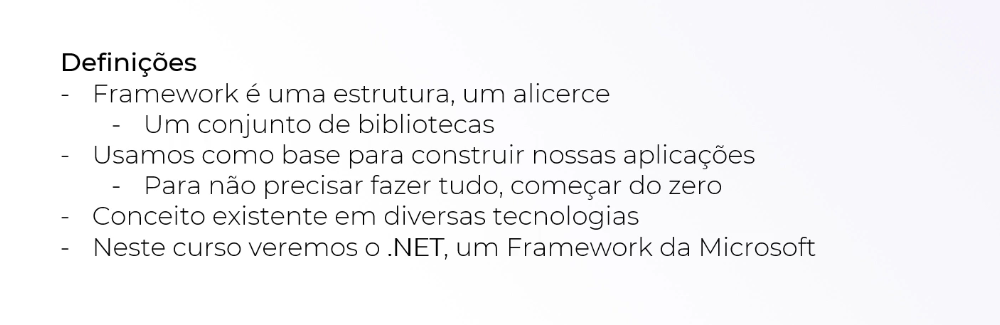 Definições
- Framework é uma estrutura, um alicerce
- Um conjunto de bibliotecas
- Usamos como base para construir nossas aplicações
- Para não precisar fazer tudo, começar do zero
- Conceito existente em diversas tecnologias
- Neste curso veremos o .NET, um Framework da Microsoft